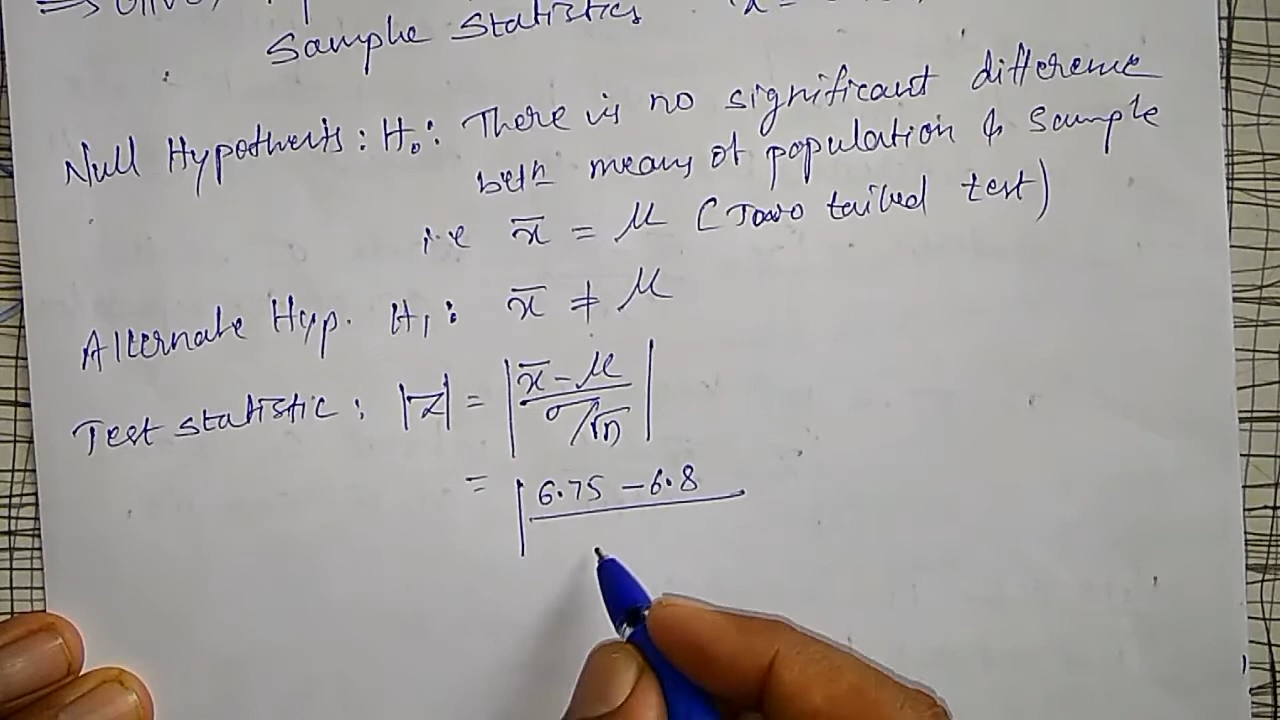 Sample Statistics x̄ =
Null Hypothesis : H₀ : There is no significant difference
betn means of population & sample
i.e x̄ = μ (Two tailed test)
Alternate Hyp. H₁ : x̄ ≠ μ
Test statistic : |Z| = | x̄ - μ / σ/√n |
= | 6.75 - 6.8